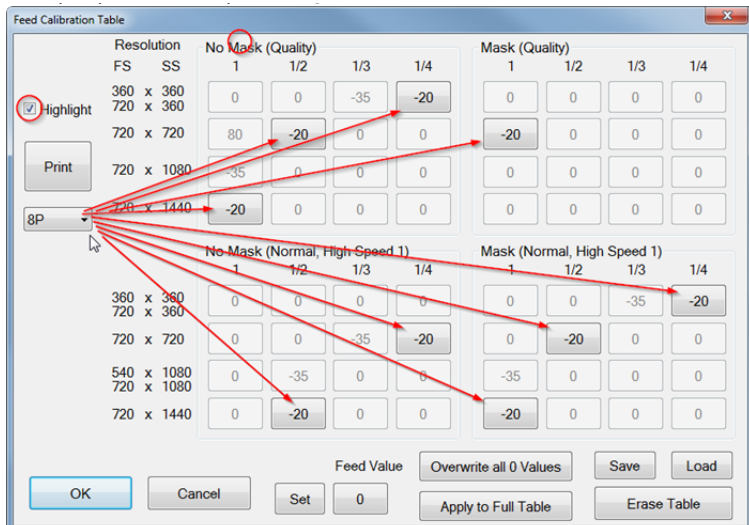 Feed Calibration Table
Resolution No Mask (Quality) Mask (Quality)
FS SS 1 1/2 1/3 1/4 1 1/2 1/3 1/4
360 x 360
720 x 360 0 0 -35 -20 0 0 0 0
Highlight
720 x 720 80 -20 0 0 -20 0 0 0
Print
720 x 1080 -35 0 0 0 0 0 0 0
720 x 1440 -20 0 0 0 0 0 0 0
8P
No Mask (Normal, High Speed 1) Mask (Normal, High Speed 1)
1 1/2 1/3 1/4 1 1/2 1/3 1/4
360 x 360
720 x 360 0 0 0 0 0 0 -35 -20
720 x 720 0 0 -35 -20 0 -20 0 0
540 x 1080
720 x 1080 0 -35 0 0 -35 0 0 0
720 x 1440 0 -20 0 0 -20 0 0 0
Feed Value Overwrite all 0 Values Save Load
OK Cancel Set 0 Apply to Full Table Erase Table